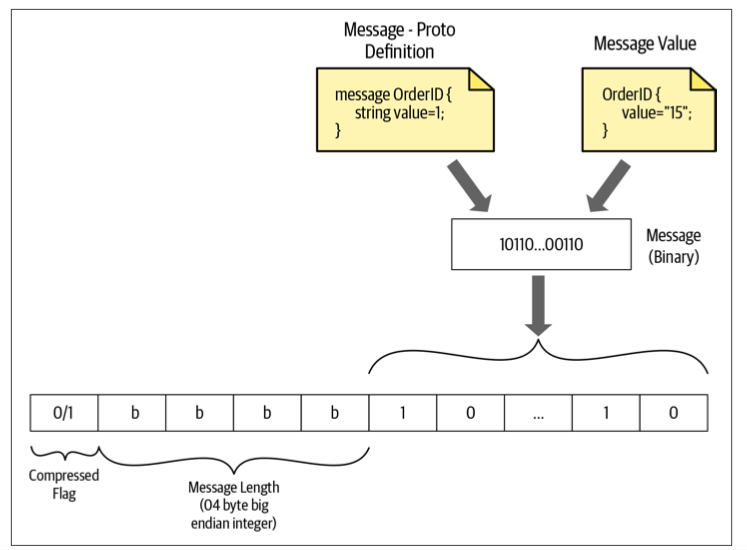 Message - Proto
Definition
Message Value
message OrderID {
string value=1;
}
OrderID {
value="15";
}
10110...00110
Message
(Binary)
0/1 b b b b 1 0 ... 1 0
Compressed
Flag
Message Length
(04 byte big
endian integer)